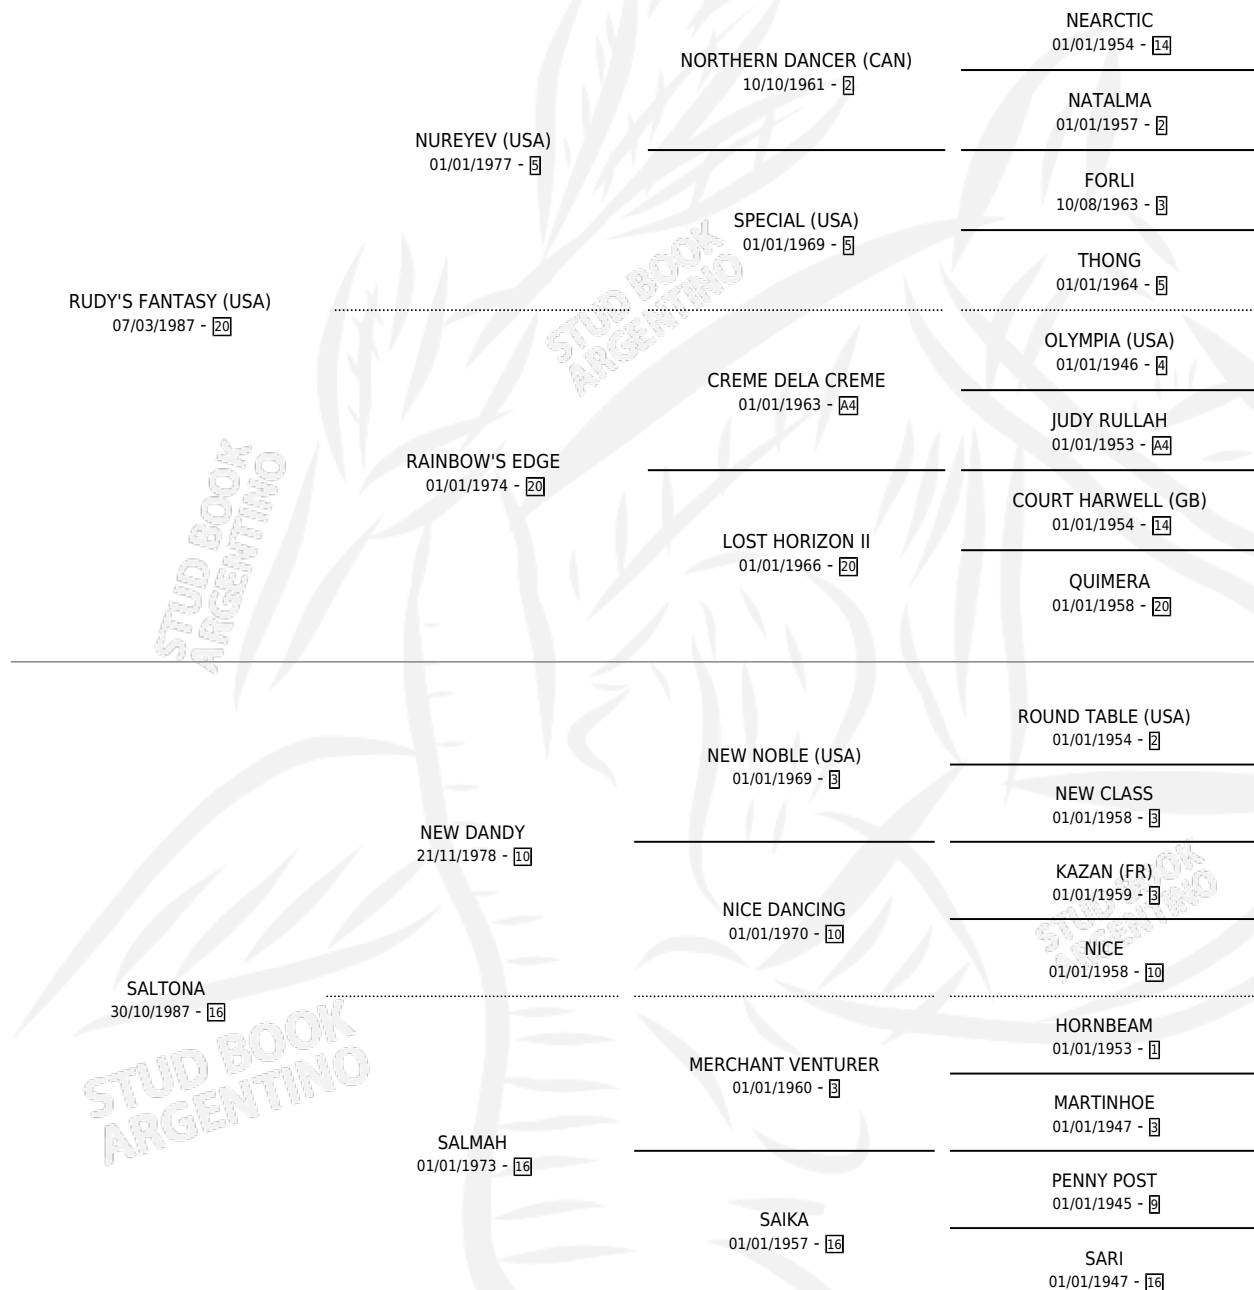 NEARCTIC
01/01/1954 - 14
NORTHERN DANCER (CAN)
10/10/1961 - 2
NATALMA
01/01/1957 - 2
NUREYEV (USA)
01/01/1977 - 5
FORLI
10/08/1963 - 3
SPECIAL (USA)
01/01/1969 - 5
THONG
01/01/1964 - 5
RUDY'S FANTASY (USA)
07/03/1987 - 20
OLYMPIA (USA)
01/01/1946 - 4
CREME DELA CREME
01/01/1963 - A4
JUDY RULLAH
01/01/1953 - A4
RAINBOW'S EDGE
01/01/1974 - 20
COURT HARWELL (GB)
01/01/1954 - 14
LOST HORIZON II
01/01/1966 - 20
QUIMERA
01/01/1958 - 20
STUD BOOK
ARGENTINO
STUD BOOK
ARGENTINO
ROUND TABLE (USA)
01/01/1954 - 2
NEW NOBLE (USA)
01/01/1969 - 3
NEW CLASS
01/01/1958 - 3
NEW DANDY
21/11/1978 - 10
KAZAN (FR)
01/01/1959 - 3
NICE DANCING
01/01/1970 - 10
NICE
01/01/1958 - 10
STUD BOOK
ARGENTINO
SALTONA
30/10/1987 - 16
HORNBEAM
01/01/1953 - 1
MERCHANT VENTURER
01/01/1960 - 3
MARTINHOE
01/01/1947 - 3
SALMAH
01/01/1973 - 16
PENNY POST
01/01/1945 - 9
SAIKA
01/01/1957 - 16
SARI
01/01/1947 - 16
STUD BOOK
ARGENTINO